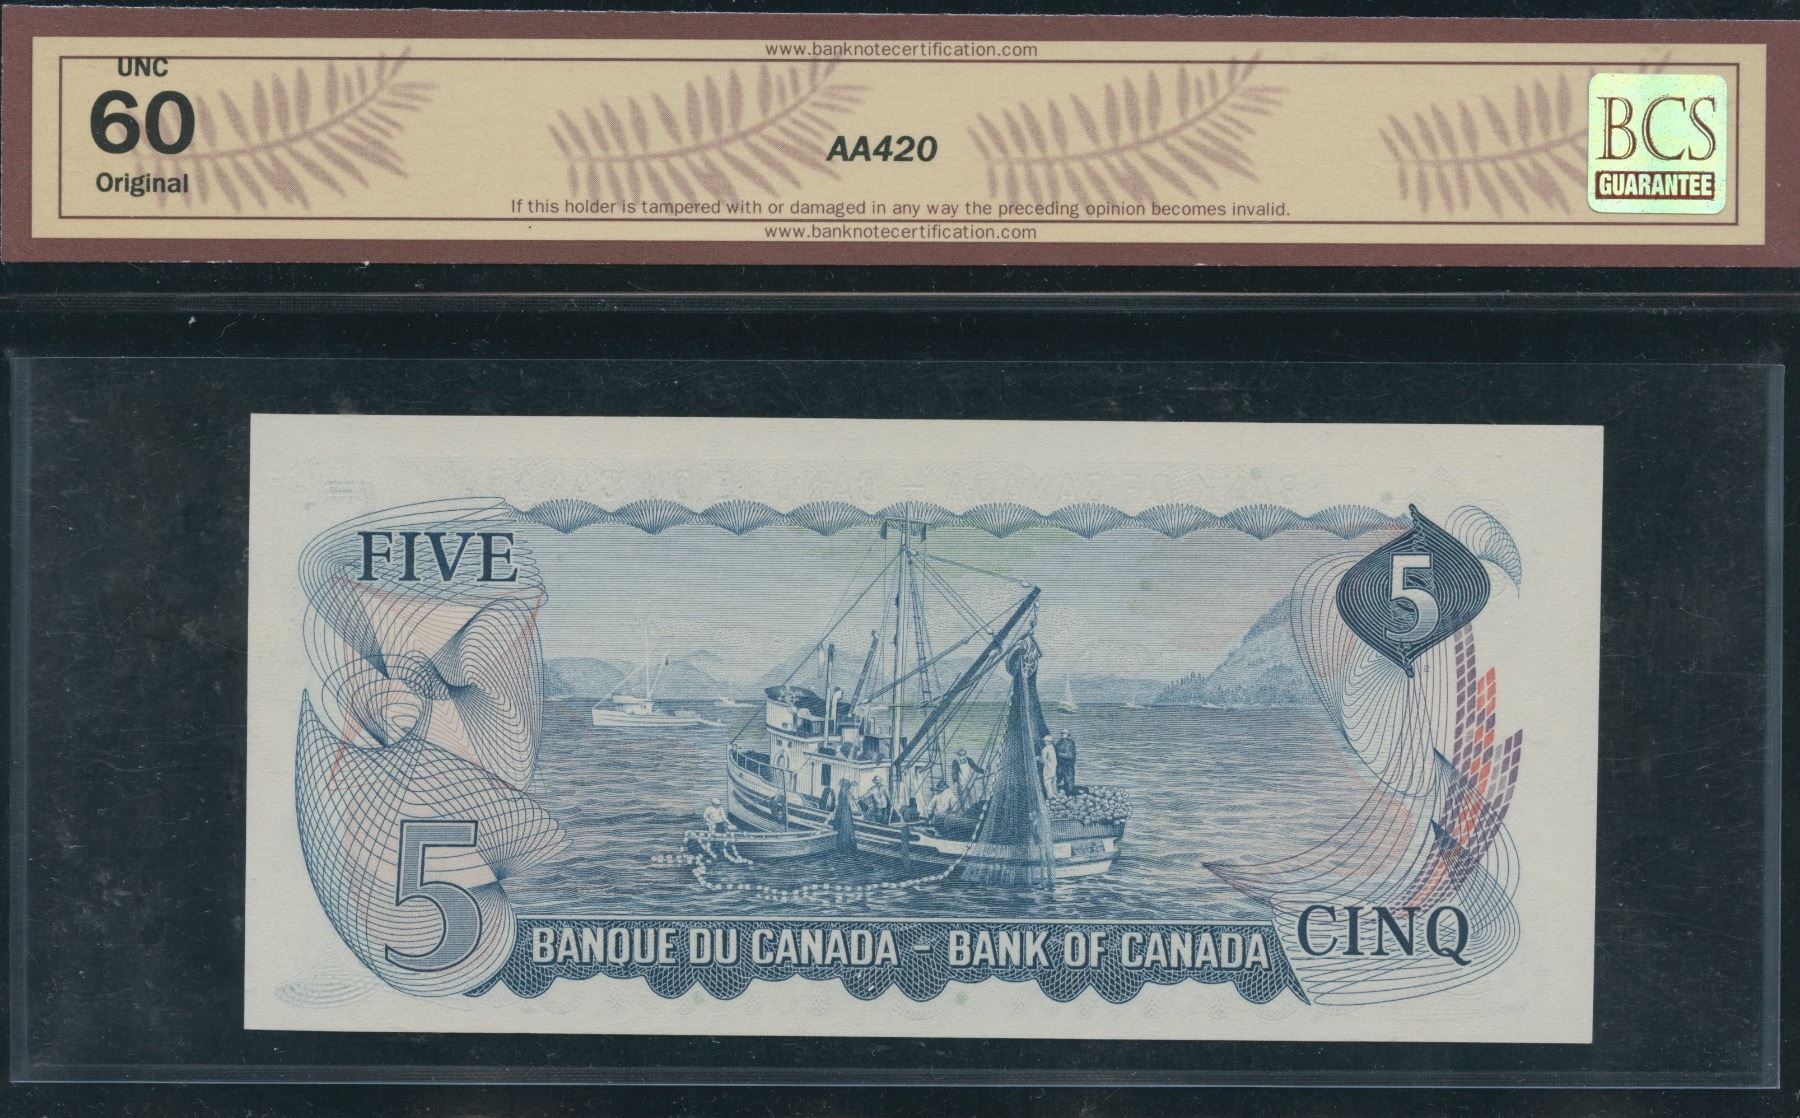 www.banknotecertification.com
UNC
60
Original
AA420
BCS
GUARANTEE
If this holder is tampered with or damaged in any way the preceding opinion becomes invalid.
www.banknotecertification.com
FIVE
5
5
BANQUE DU CANADA – BANK OF CANADA
CINQ